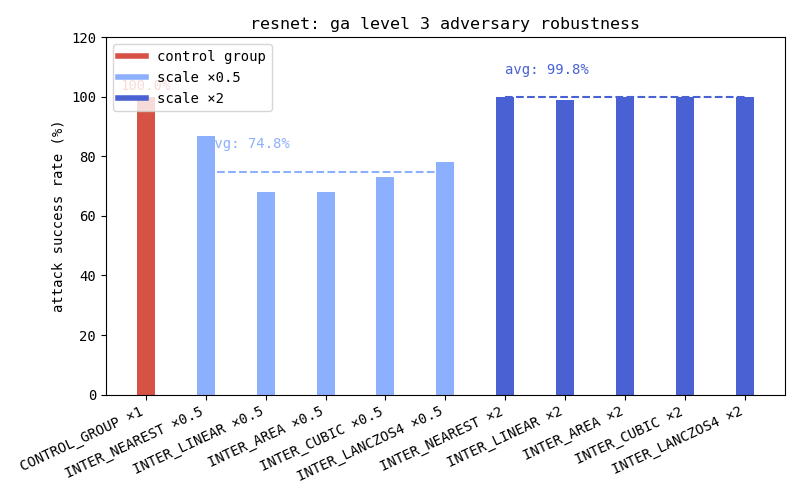 resnet: ga level 3 adversary robustness
attack success rate (%)
120
100
80
60
40
20
0
control group
scale ×0.5
scale ×2
100.0%
avg: 74.8%
avg: 99.8%
CONTROL_GROUP ×1
INTER_NEAREST ×0.5
INTER_LINEAR ×0.5
INTER_AREA ×0.5
INTER_CUBIC ×0.5
INTER_LANCZOS4 ×0.5
INTER_NEAREST ×2
INTER_LINEAR ×2
INTER_AREA ×2
INTER_CUBIC ×2
INTER_LANCZOS4 ×2